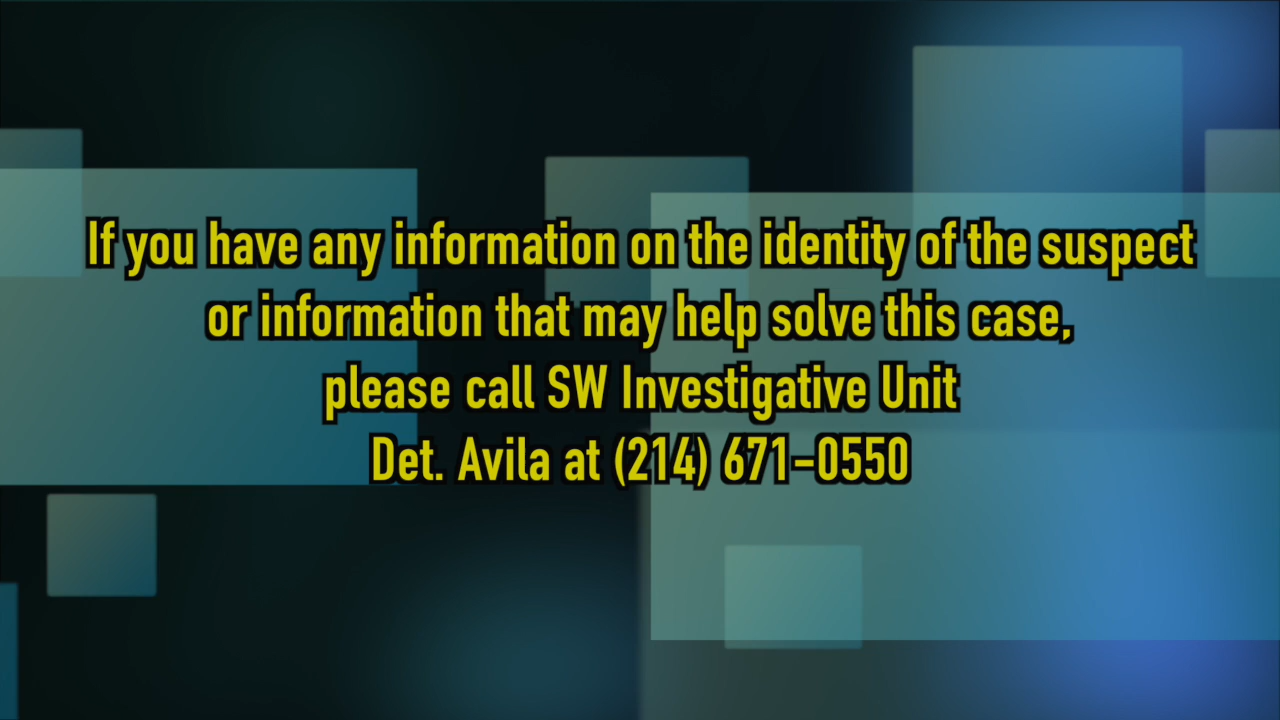 If you have any information on the identity of the suspect
or information that may help solve this case,
please call SW Investigative Unit
Det. Avila at (214) 671-0550